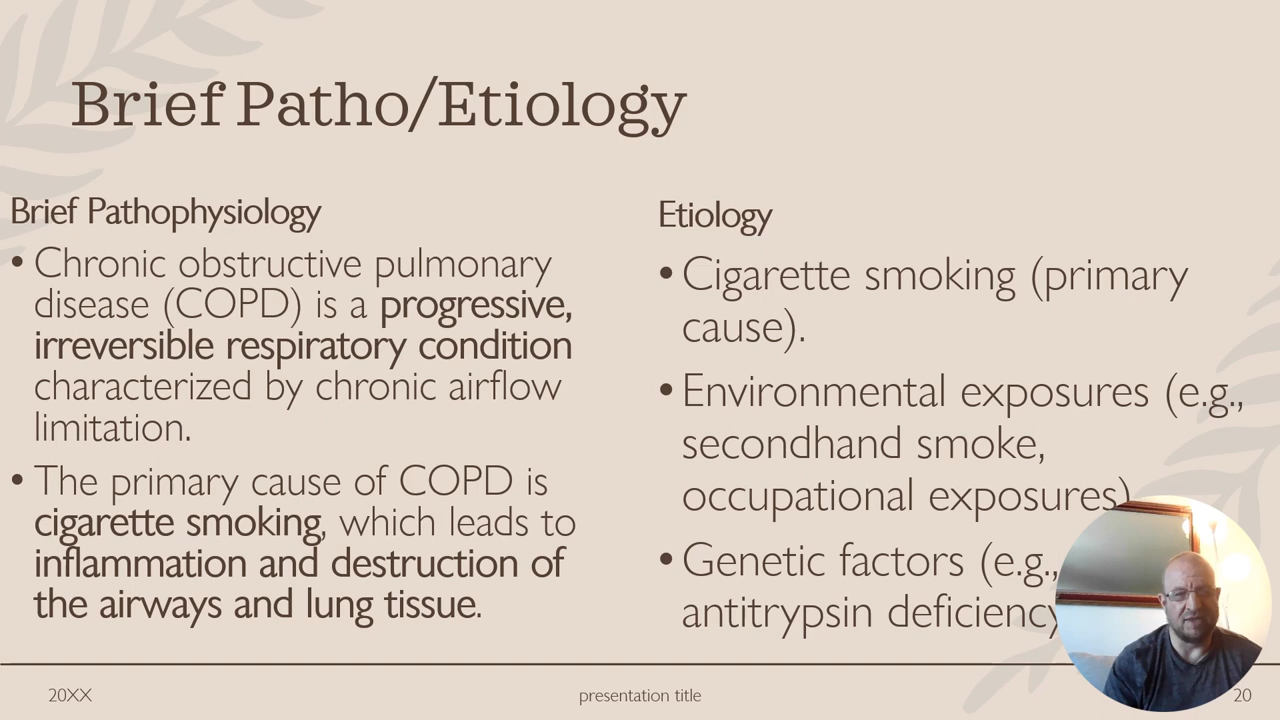 Brief Patho/Etiology
Brief Pathophysiology
• Chronic obstructive pulmonary
disease (COPD) is a progressive,
irreversible respiratory condition
characterized by chronic airflow
limitation.
• The primary cause of COPD is
cigarette smoking, which leads to
inflammation and destruction of
the airways and lung tissue.
Etiology
• Cigarette smoking (primary
cause).
• Environmental exposures (e.g.,
secondhand smoke,
occupational exposures)
• Genetic factors (e.g.,
antitrypsin deficiency
20XX
presentation title
20